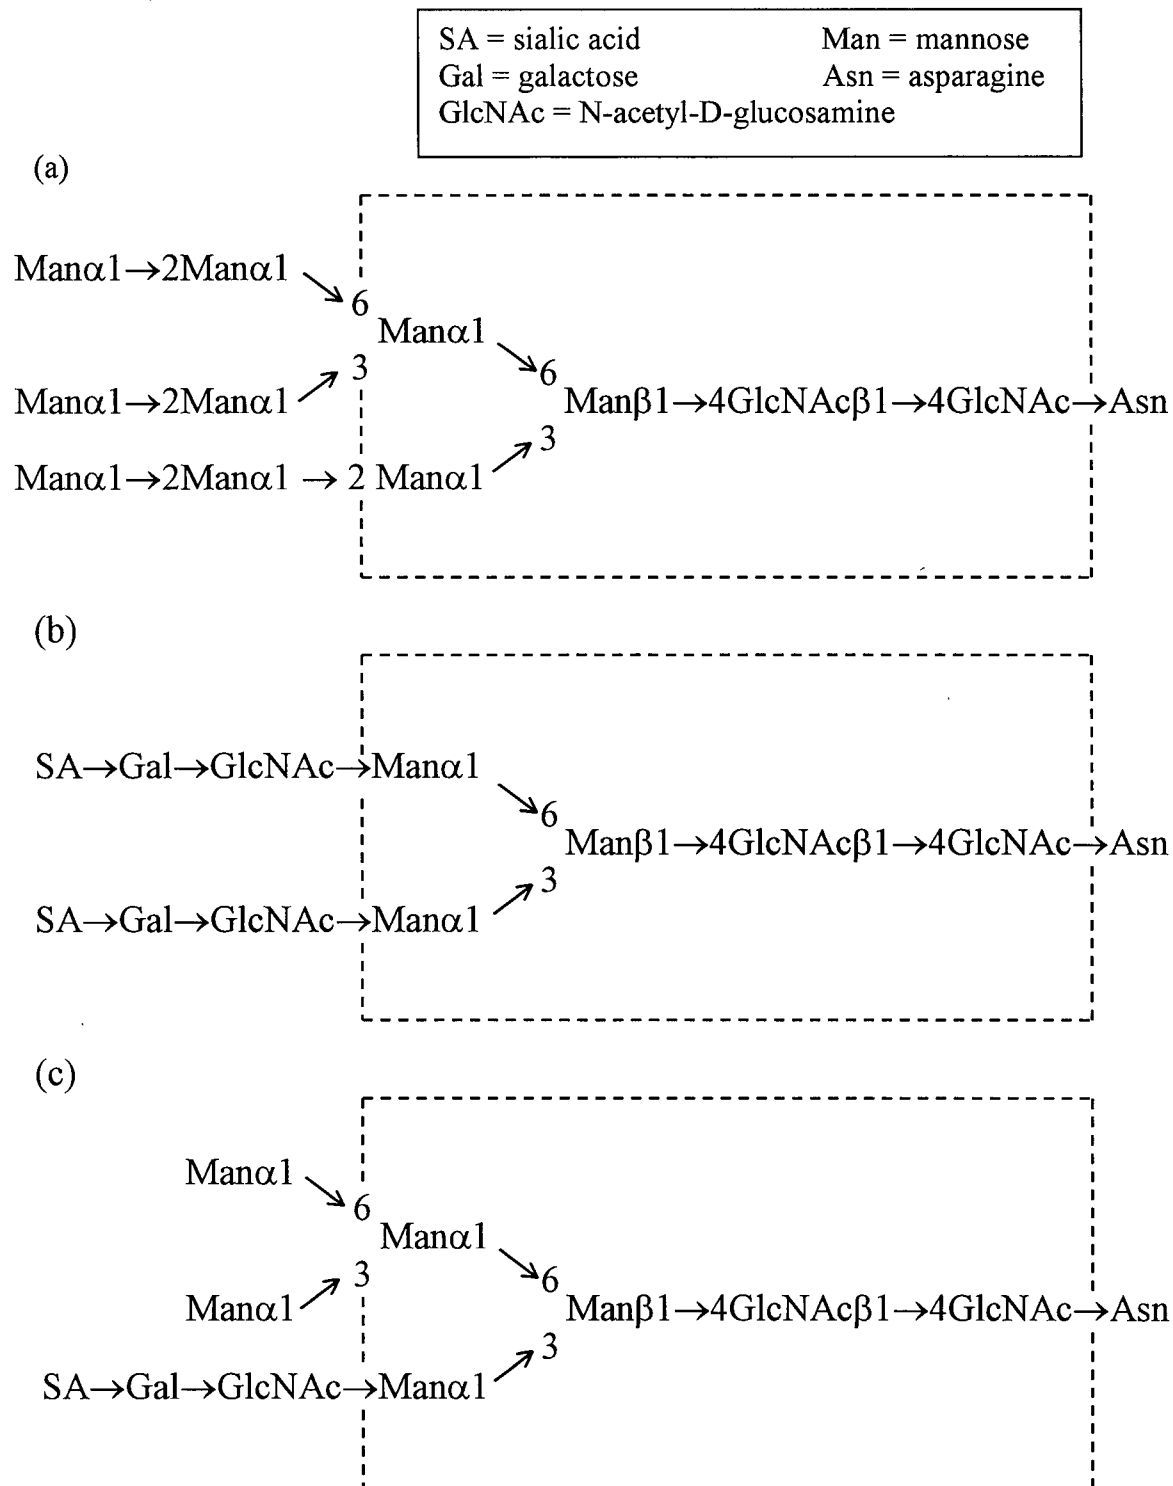 SA = sialic acid Man = mannose
Gal = galactose Asn = asparagine
GlcNAc = N-acetyl-D-glucosamine
(a)
Manα1→2Manα1
6
Manα1
3
6
Manα1→2Manα1
Manβ1→4GlcNAcβ1→4GlcNAc→Asn
3
Manα1→2Manα1 → 2 Manα1
(b)
SA→Gal→GlcNAc→Manα1
6
Manβ1→4GlcNAcβ1→4GlcNAc→Asn
3
SA→Gal→GlcNAc→Manα1
(c)
Manα1
6
Manα1
3
6
Manα1
Manβ1→4GlcNAcβ1→4GlcNAc→Asn
3
SA→Gal→GlcNAc→Manα1